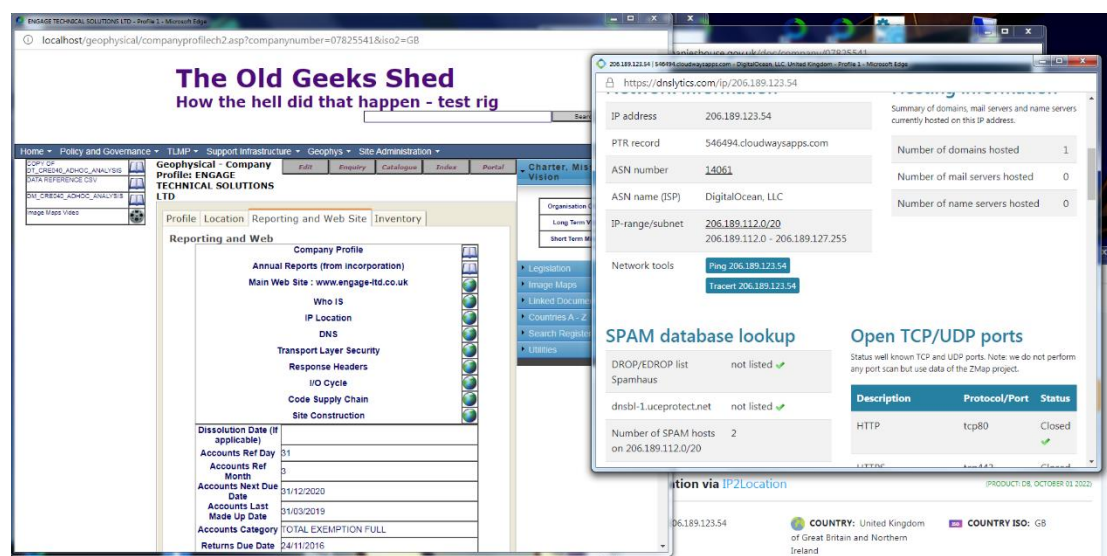 ENGAGE TECHNICAL SOLUTIONS LTD - Profile 1 - Microsoft Edge
localhost/geophysical/companyprofilech2.asp?companynumber=07825541&iso2=GB
The Old Geeks Shed
How the hell did that happen - test rig
Home
Policy and Governance
TLMP
Support Infrastructure
Geophys
Site Administration
COPY OF
DT_CRED40_ADHOC_ANALYSIS
DATA REFERENCE CSV
DM_CRED40_ADHOC_ANALYSIS
Image Maps Video
Geophysical - Company
Profile: ENGAGE
TECHNICAL SOLUTIONS
LTD
Edit
Enquiry
Catalogue
Index
Portal
Profile
Location
Reporting and Web Site
Inventory
Reporting and Web
Company Profile
Annual Reports (from incorporation)
Main Web Site : www.engage-ltd.co.uk
Who IS
IP Location
DNS
Transport Layer Security
Response Headers
I/O Cycle
Code Supply Chain
Site Construction
Dissolution Date (If
applicable)
Accounts Ref Day 31
Accounts Ref
Month 3
Accounts Next Due
Date 31/12/2020
Accounts Last
Made Up Date 31/03/2019
Accounts Category TOTAL EXEMPTION FULL
Returns Due Date 24/11/2016
Vision
Legislation
Image Maps
Countries A - Z
Utilities
206.189.123.54 | 546494.cloudwaysapps.com - DigitalOcean, LLC, United Kingdom - Profile 1 - Microsoft Edge
https://dnslytics.com/ip/206.189.123.54
IP address 206.189.123.54
PTR record 546494.cloudwaysapps.com
ASN number 14061
ASN name (ISP) DigitalOcean, LLC
IP-range/subnet 206.189.112.0/20
206.189.112.0 - 206.189.127.255
Network tools Ping 206.189.123.54
Tracert 206.189.123.54
Summary of domains, mail servers and name servers
currently hosted on this IP address.
Number of domains hosted 1
Number of mail servers hosted 0
Number of name servers hosted 0
SPAM database lookup
DROP/EDROP list not listed
Spamhaus
dnsbl-1.uceprotect.net not listed
Number of SPAM hosts 2
on 206.189.112.0/20
Open TCP/UDP ports
Status well known TCP and UDP ports. Note: we do not perform
any port scan but use data of the ZMap project.
Description Protocol/Port Status
HTTP tcp80 Closed
via IP2Location
(PRODUCT: DB, OCTOBER 01 2022)
COUNTRY: United Kingdom
of Great Britain and Northern
Ireland
COUNTRY ISO: GB